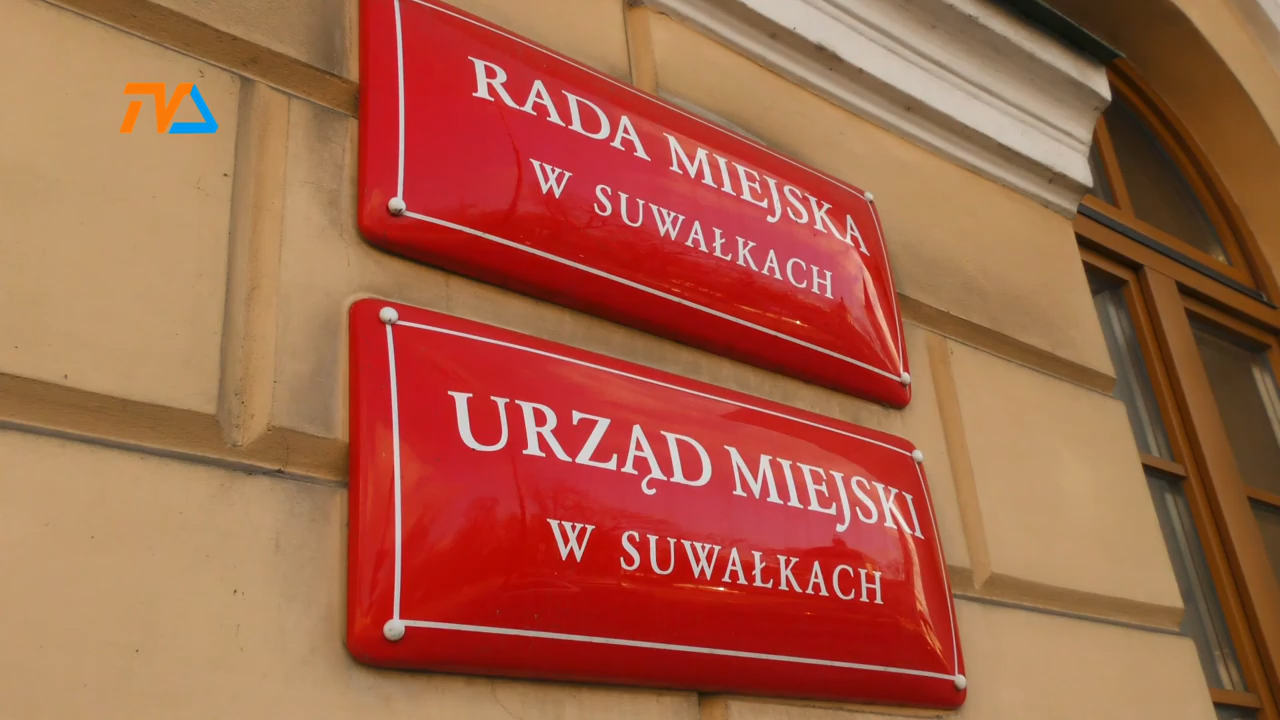 TVS
RADA MIEJSKA
W SUWAŁKACH
URZĄD MIEJSKI
W SUWAŁKACH